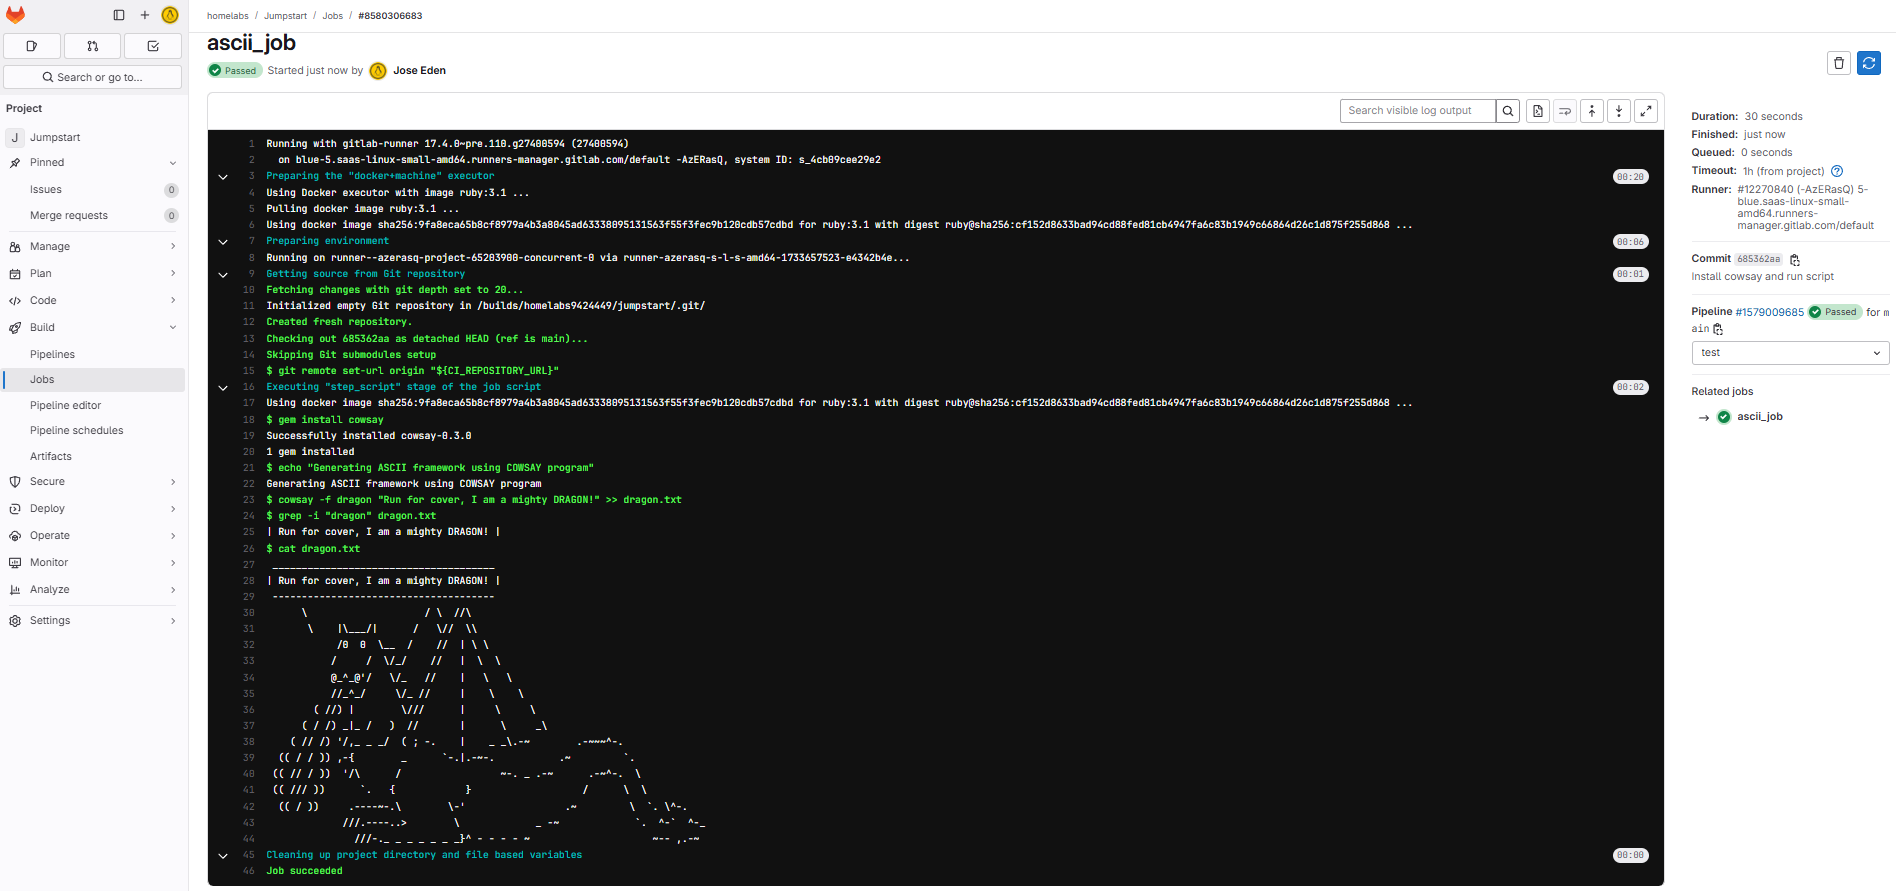 homelabs / Jumpstart / Jobs / #8580306683
Search or go to...
Project
J Jumpstart
Pinned
Issues 0
Merge requests 0
Manage
Plan
Code
Build
Pipelines
Jobs
Pipeline editor
Pipeline schedules
Artifacts
Secure
Deploy
Operate
Monitor
Analyze
Settings
ascii_job
Passed Started just now by Jose Eden
Search visible log output
1 Running with gitlab-runner 17.4.0~pre.110.g27400594 (27400594)
2 on blue-5.saas-linux-small-amd64.runners-manager.gitlab.com/default -AzERasQ, system ID: s_4cb09cee29e2
3 Preparing the "docker+machine" executor 00:20
4 Using Docker executor with image ruby:3.1 ...
5 Pulling docker image ruby:3.1 ...
6 Using docker image sha256:9fa8eca65b8cf8979a4b3a8045ad63338095131563f55f3fec9b120cdb57cdbd for ruby:3.1 with digest ruby@sha256:cf152d8633bad94cd88fed81cb4947fa6c83b1949c66864d26c1d875f255d868 ...
7 Preparing environment 00:06
8 Running on runner--azerasq-project-65203900-concurrent-0 via runner-azerasq-s-l-s-amd64-1733657523-e4342b4e...
9 Getting source from Git repository 00:01
10 Fetching changes with git depth set to 20...
11 Initialized empty Git repository in /builds/homelabs9424449/jumpstart/.git/
12 Created fresh repository.
13 Checking out 685362aa as detached HEAD (ref is main)...
14 Skipping Git submodules setup
15 $ git remote set-url origin "${CI_REPOSITORY_URL}"
16 Executing "step_script" stage of the job script 00:02
17 Using docker image sha256:9fa8eca65b8cf8979a4b3a8045ad63338095131563f55f3fec9b120cdb57cdbd for ruby:3.1 with digest ruby@sha256:cf152d8633bad94cd88fed81cb4947fa6c83b1949c66864d26c1d875f255d868 ...
18 $ gem install cowsay
19 Successfully installed cowsay-0.3.0
20 1 gem installed
21 $ echo "Generating ASCII framework using COWSAY program"
22 Generating ASCII framework using COWSAY program
23 $ cowsay -f dragon "Run for cover, I am a mighty DRAGON!" >> dragon.txt
24 $ grep -i "dragon" dragon.txt
25 | Run for cover, I am a mighty DRAGON! |
26 $ cat dragon.txt
27 _____________________________________
28 | Run for cover, I am a mighty DRAGON! |
29 -------------------------------------
30 \ / \ //\
31 \ |\___/| / \// \\
32 /0 0 \__ / // | \ \
33 / / \/_/ // | \ \
34 @_^_@'/ \/_ // | \ \
35 //_^_/ \/_ // | \ \
36 ( //) | \/// | \ \
37 ( / /) _|_ / ) // | \ _\
38 ( // /) '/,_ _ _/ ( ; -. | _ _\.-~ .-~~~^-.
39 (( / / )) ,-{ _ `-.|.-~-. .~ `.
40 (( // / )) '/\ / ~-. _ .-~ .-~^-. \
41 (( /// )) `. { } / \ \
42 (( / )) .----~-.\ \-' .~ \ `. \^-.
43 ///.----..> \ _ -~ `. ^-` ^-_
44 ///-._ _ _ _ _ _ _}^ - - - - ~ ~-- ,.-~
45 Cleaning up project directory and file based variables 00:00
46 Job succeeded
Duration: 30 seconds
Finished: just now
Queued: 0 seconds
Timeout: 1h (from project)
Runner: #12270840 (-AzERasQ) 5-
blue.saas-linux-small-
amd64.runners-
manager.gitlab.com/default
Commit 685362aa
Install cowsay and run script
Pipeline #1579009685 Passed for m
ain
test
Related jobs
→ ascii_job